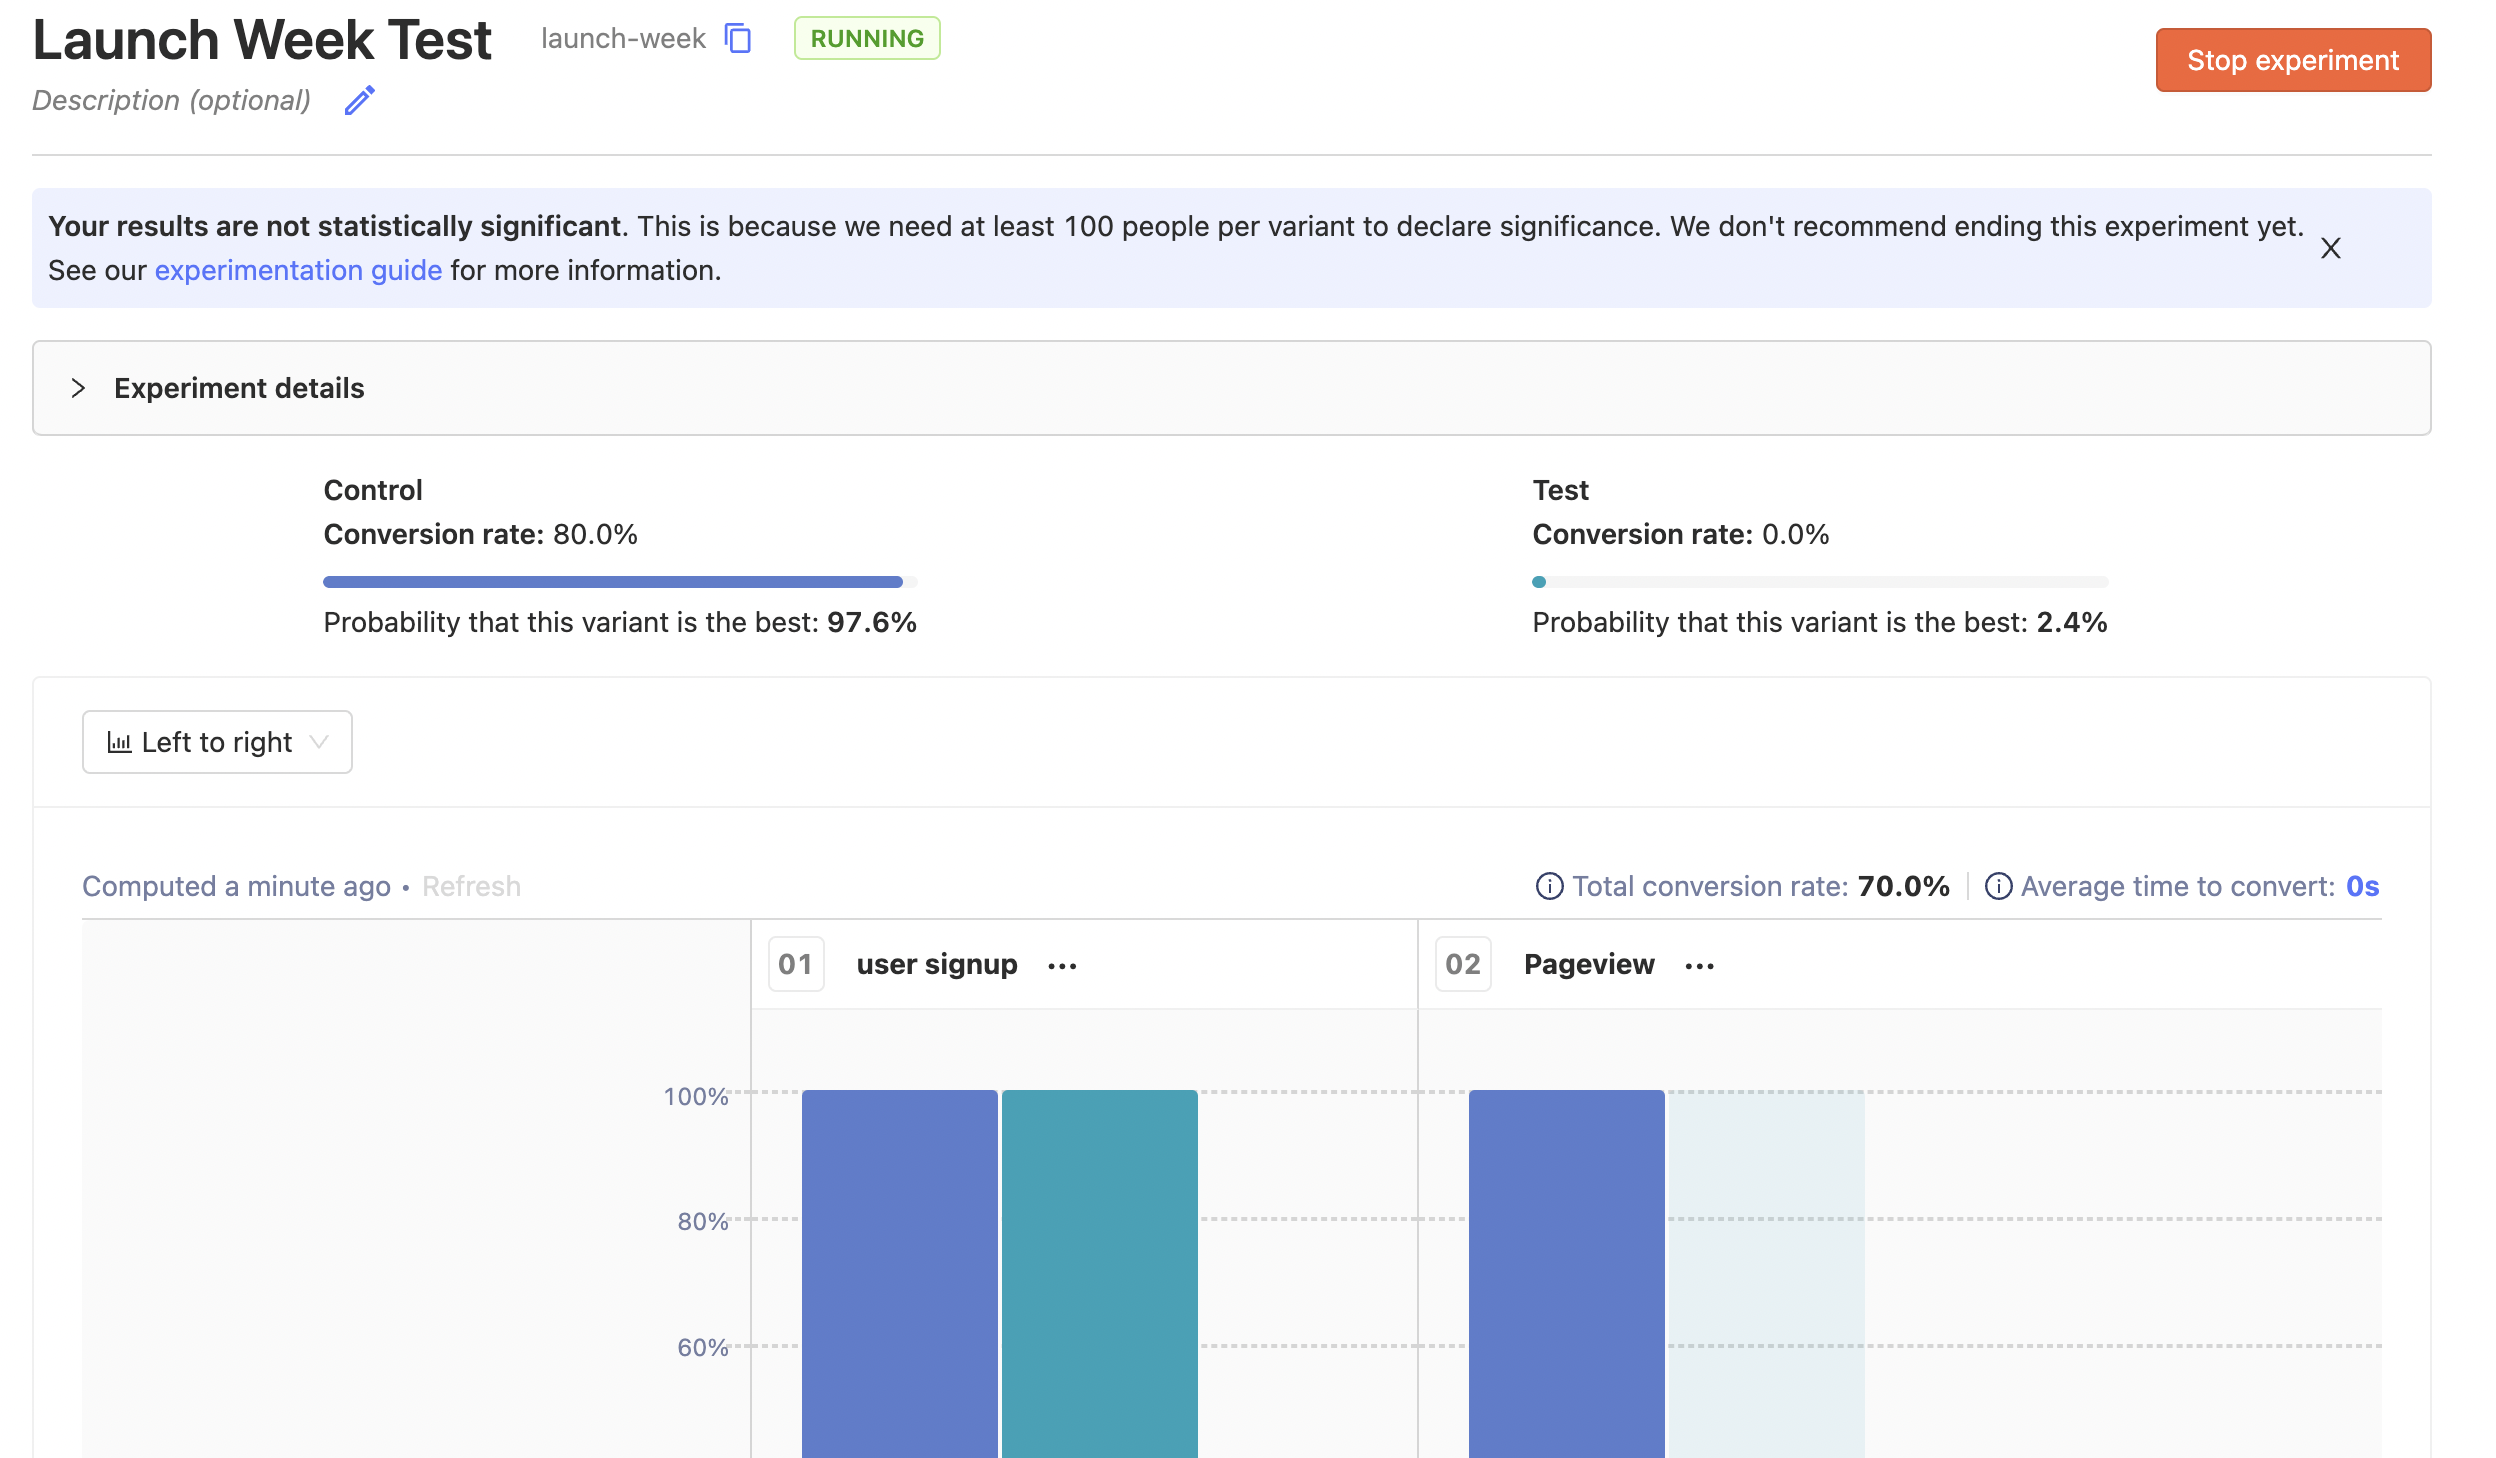 Launch Week Test launch-week RUNNING
Stop experiment
Description (optional)
Your results are not statistically significant. This is because we need at least 100 people per variant to declare significance. We don't recommend ending this experiment yet.
See our experimentation guide for more information.
Experiment details
Control
Conversion rate: 80.0%
Probability that this variant is the best: 97.6%
Test
Conversion rate: 0.0%
Probability that this variant is the best: 2.4%
Left to right
Computed a minute ago • Refresh
Total conversion rate: 70.0%
Average time to convert: 0s
01 user signup
02 Pageview
100%
80%
60%